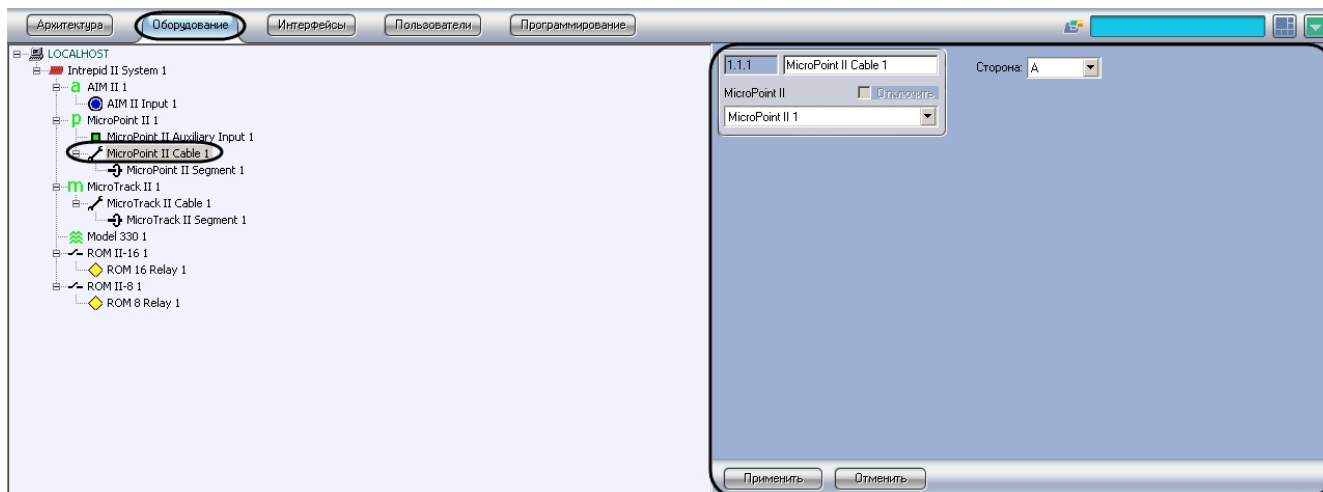 Архитектура Оборудование Интерфейсы Пользователи Программирование
LOCALHOST
Intrepid II System 1
AIM II 1
AIM II Input 1
MicroPoint II 1
MicroPoint II Auxiliary Input 1
MicroPoint II Cable 1
MicroPoint II Segment 1
MicroTrack II 1
MicroTrack II Cable 1
MicroTrack II Segment 1
Model 330 1
ROM II-16 1
ROM 16 Relay 1
ROM II-8 1
ROM 8 Relay 1
1.1.1 MicroPoint II Cable 1 Сторона: A
MicroPoint II Отключить
MicroPoint II 1
Применить Отменить